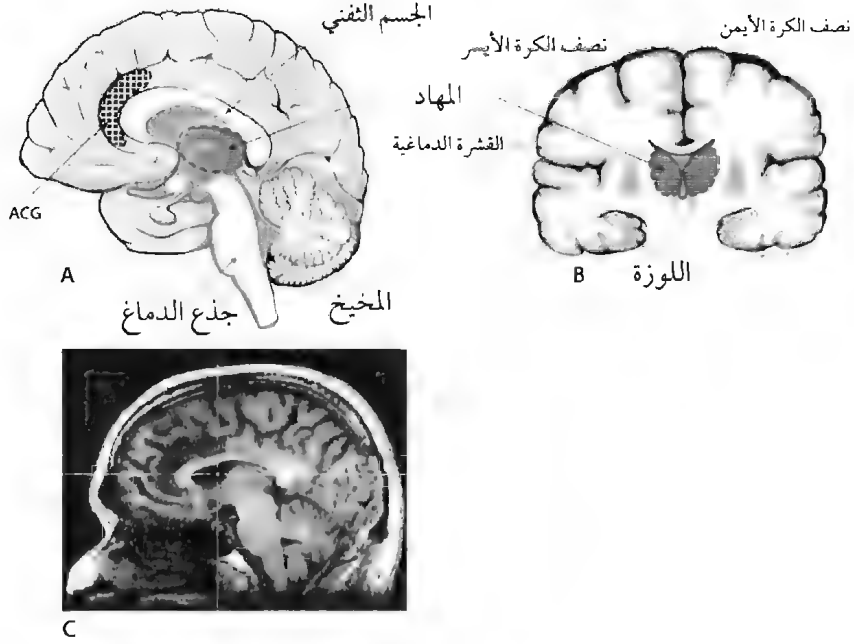 الجسم الثفني
نصف الكرة الأيمن
نصف الكرة الأيسر
المهاد
القشرة الدماغية
ACG
A
B
اللوزة
المخيخ
جذع الدماغ
C